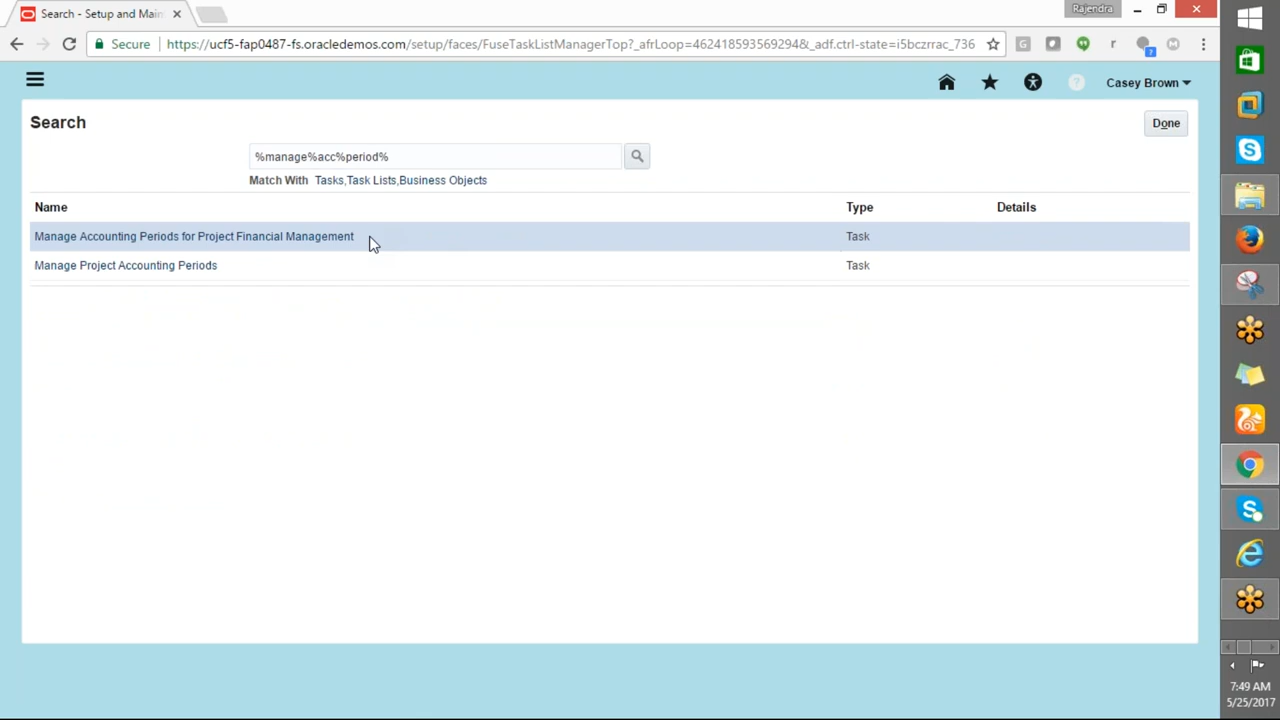 Search - Setup and Main
Rajendra
Secure
https://ucf5-fap0487-fs.oracledemos.com/setup/faces/FuseTaskListManagerTop?_afrLoop=4624185935692948&_adf.ctrl-state=i5bczrrac_736
Casey Brown
Search
Done
%manage%acc%period%
Match With Tasks,Task Lists,Business Objects
Name Type Details
Manage Accounting Periods for Project Financial Management Task
Manage Project Accounting Periods Task
7:49 AM
5/25/2017